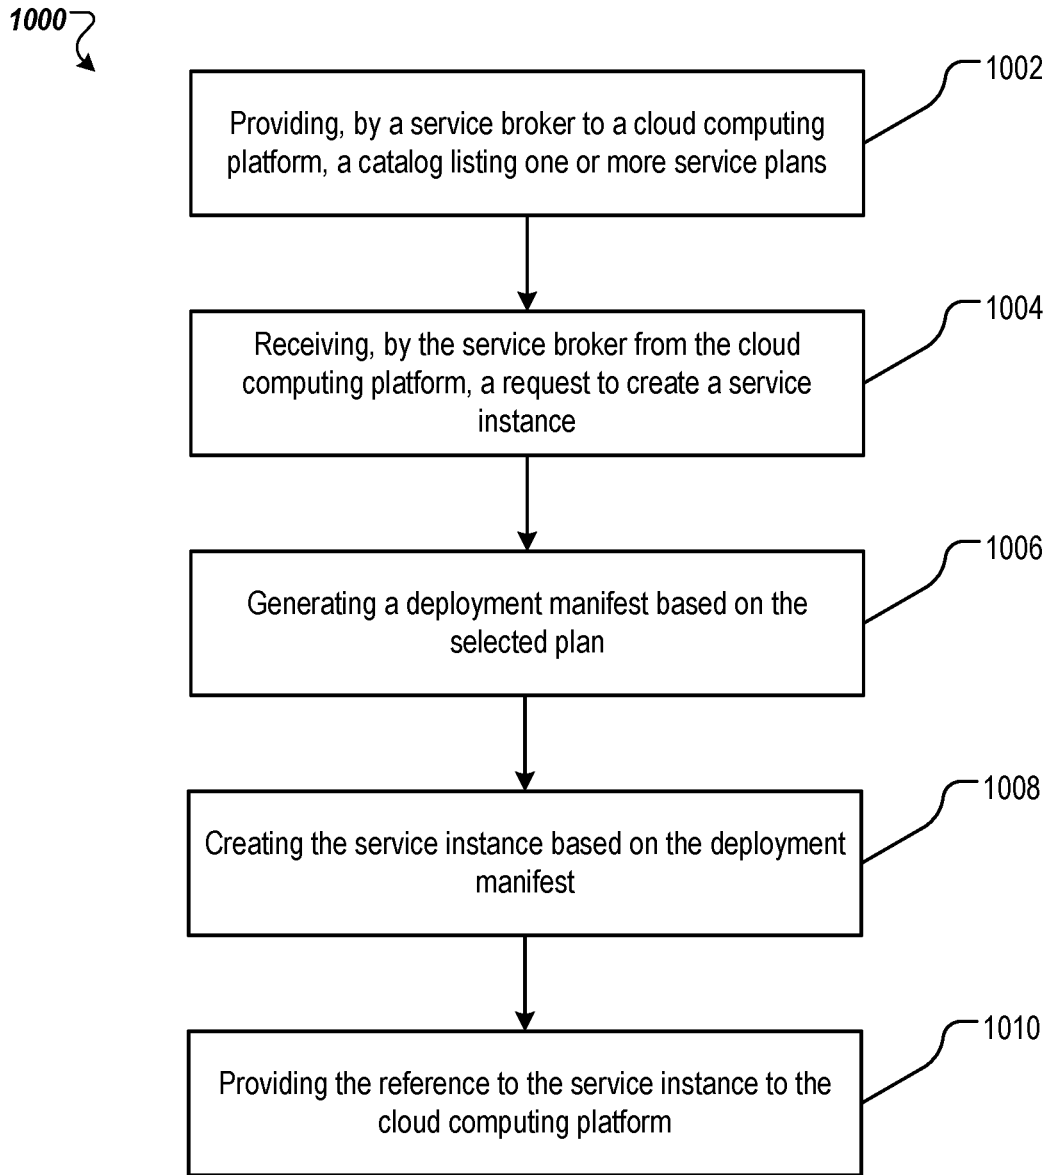 1000
1002
Providing, by a service broker to a cloud computing
platform, a catalog listing one or more service plans
1004
Receiving, by the service broker from the cloud
computing platform, a request to create a service
instance
1006
Generating a deployment manifest based on the
selected plan
1008
Creating the service instance based on the deployment
manifest
1010
Providing the reference to the service instance to the
cloud computing platform